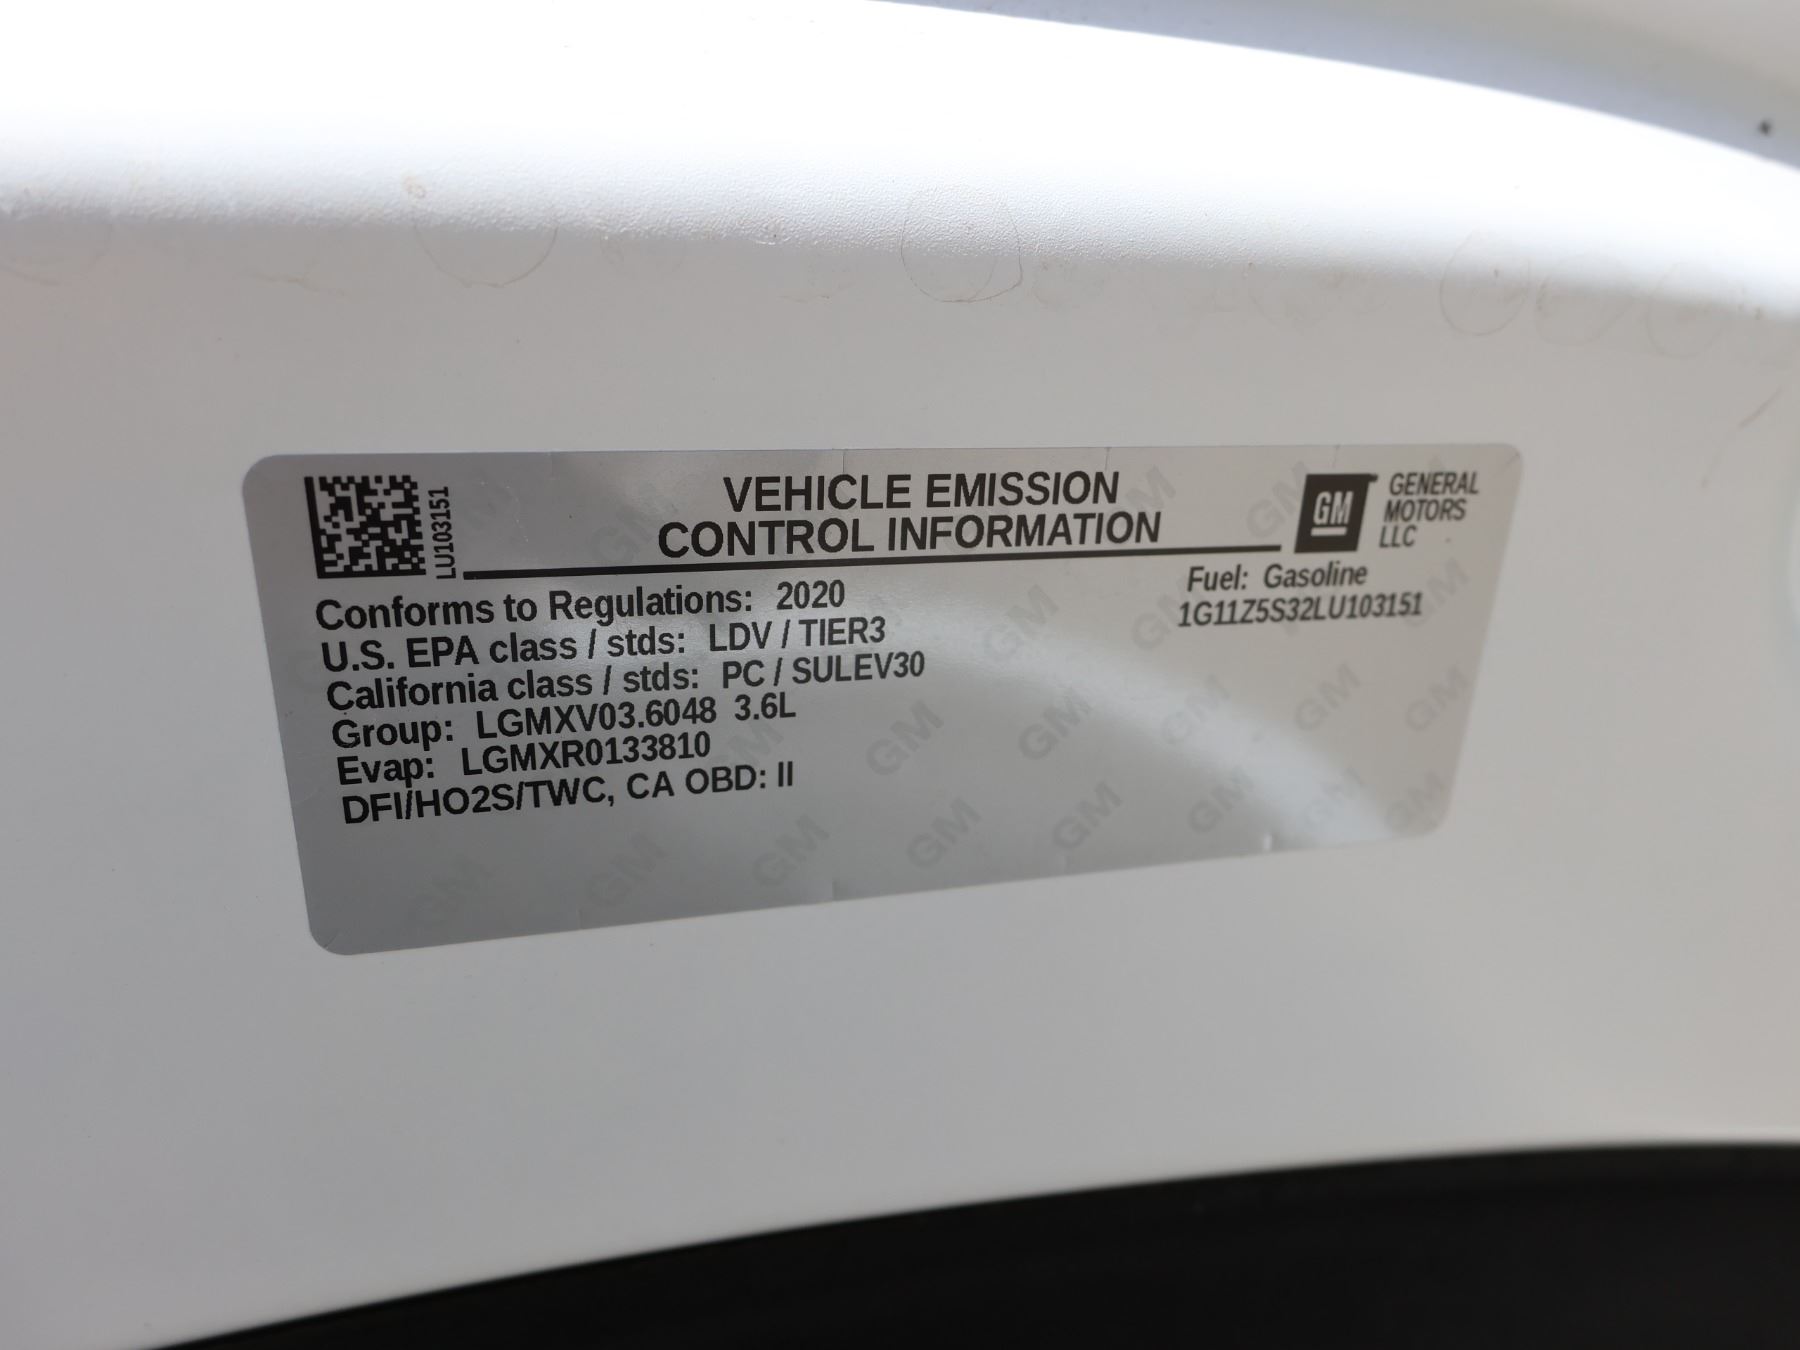 LU103151
VEHICLE EMISSION
CONTROL INFORMATION
GM
GENERAL
MOTORS
LLC
Conforms to Regulations: 2020
U.S. EPA class / stds: LDV / TIER3
California class / stds: PC / SULEV30
Group: LGMXV03.6048 3.6L
Evap: LGMXR0133810
DFI/HO2S/TWC, CA OBD: II
Fuel: Gasoline
1G11Z5S32LU103151